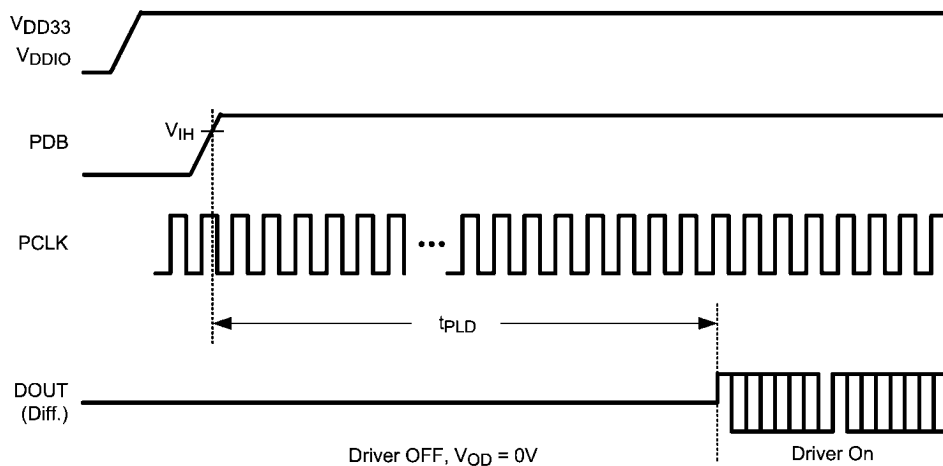 VDD33
VDDIO
PDB
VIH
PCLK
•••
tPLD
DOUT
(Diff.)
Driver OFF, VOD = 0V
Driver On